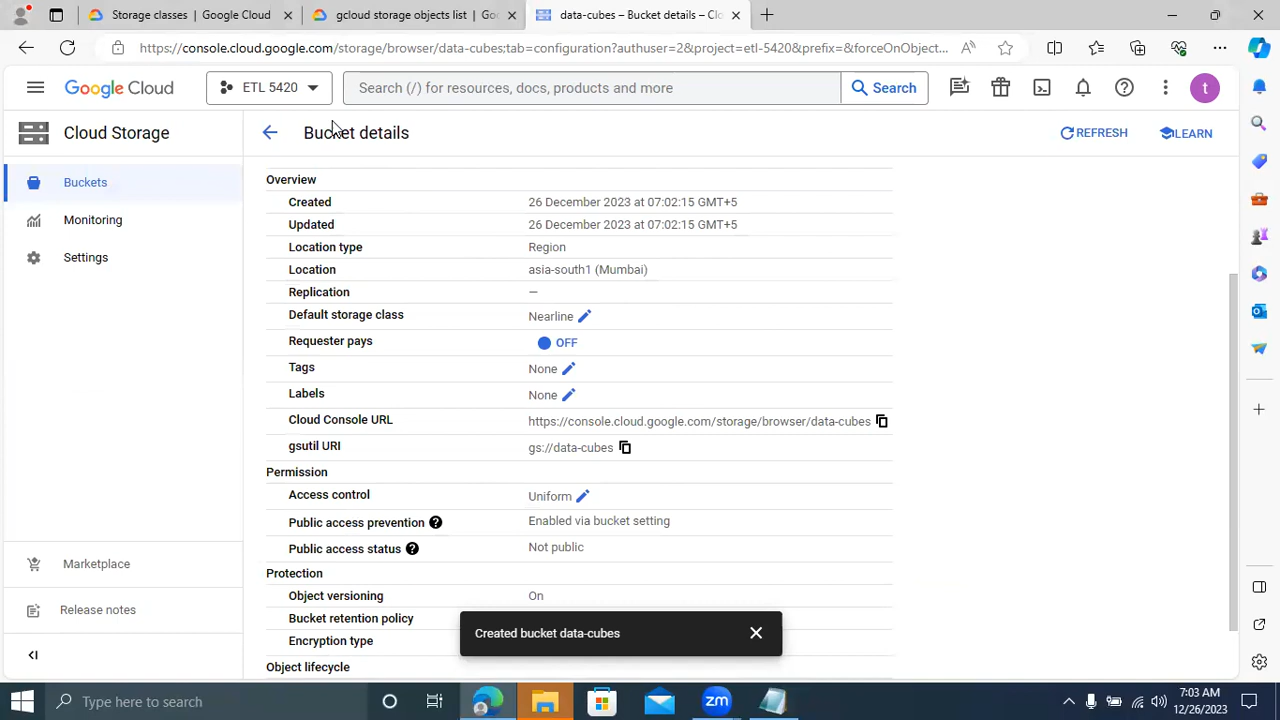 Storage classes | Google Cloud
gcloud storage objects list | Goo
data-cubes – Bucket details – Clo
https://console.cloud.google.com/storage/browser/data-cubes;tab=configuration?authuser=2&project=etl-5420&prefix=&forceOnObject...
Google Cloud
ETL 5420
Search (/) for resources, docs, products and more
Search
t
Cloud Storage
Bucket details
REFRESH
LEARN
Buckets
Monitoring
Settings
Marketplace
Release notes
Overview
Created 26 December 2023 at 07:02:15 GMT+5
Updated 26 December 2023 at 07:02:15 GMT+5
Location type Region
Location asia-south1 (Mumbai)
Replication —
Default storage class Nearline
Requester pays OFF
Tags None
Labels None
Cloud Console URL https://console.cloud.google.com/storage/browser/data-cubes
gsutil URI gs://data-cubes
Permission
Access control Uniform
Public access prevention Enabled via bucket setting
Public access status Not public
Protection
Object versioning On
Bucket retention policy
Encryption type
Object lifecycle
Created bucket data-cubes
Type here to search
zm
7:03 AM
12/26/2023